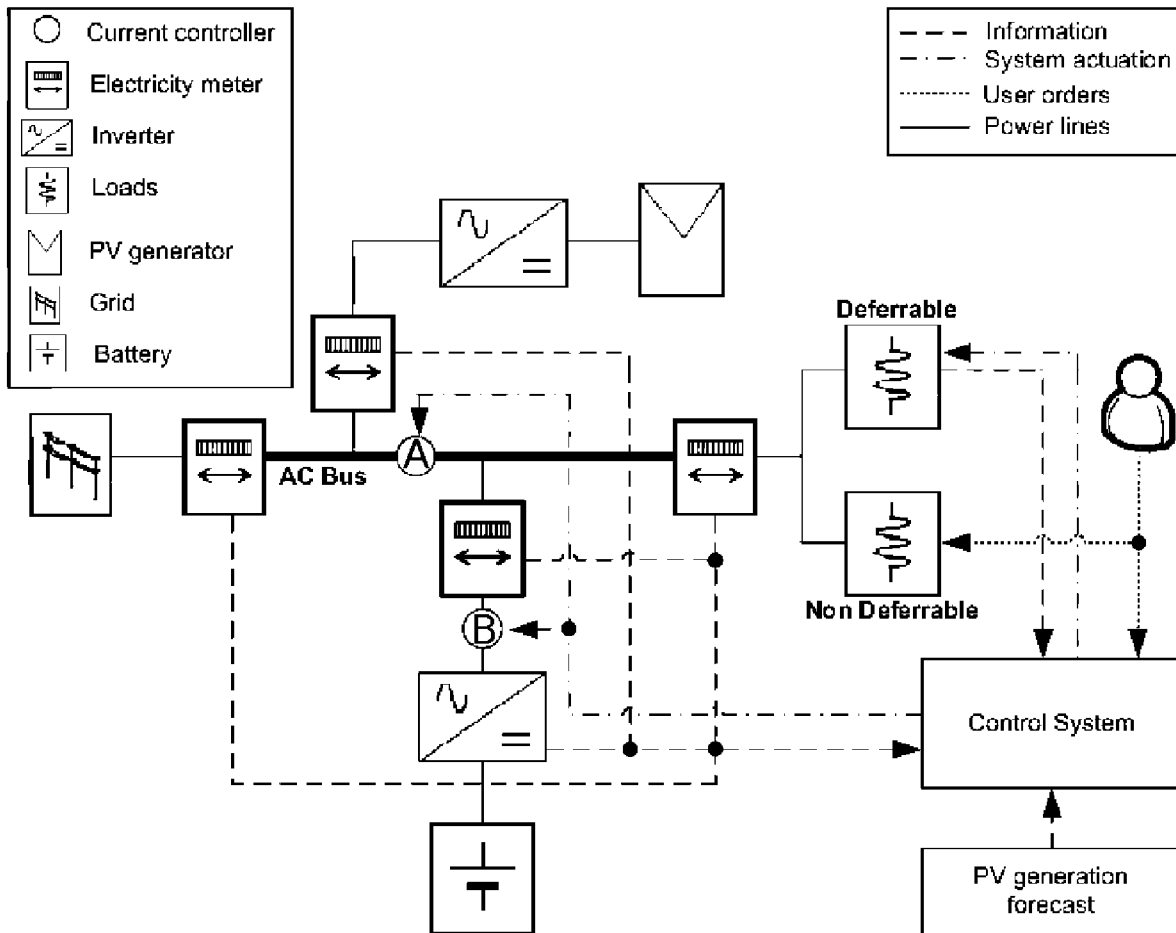 Current controller
Electricity meter
Inverter
Loads
PV generator
Grid
Battery
Information
System actuation
User orders
Power lines
Deferrable
A
AC Bus
B
Non Deferrable
Control System
PV generation
forecast